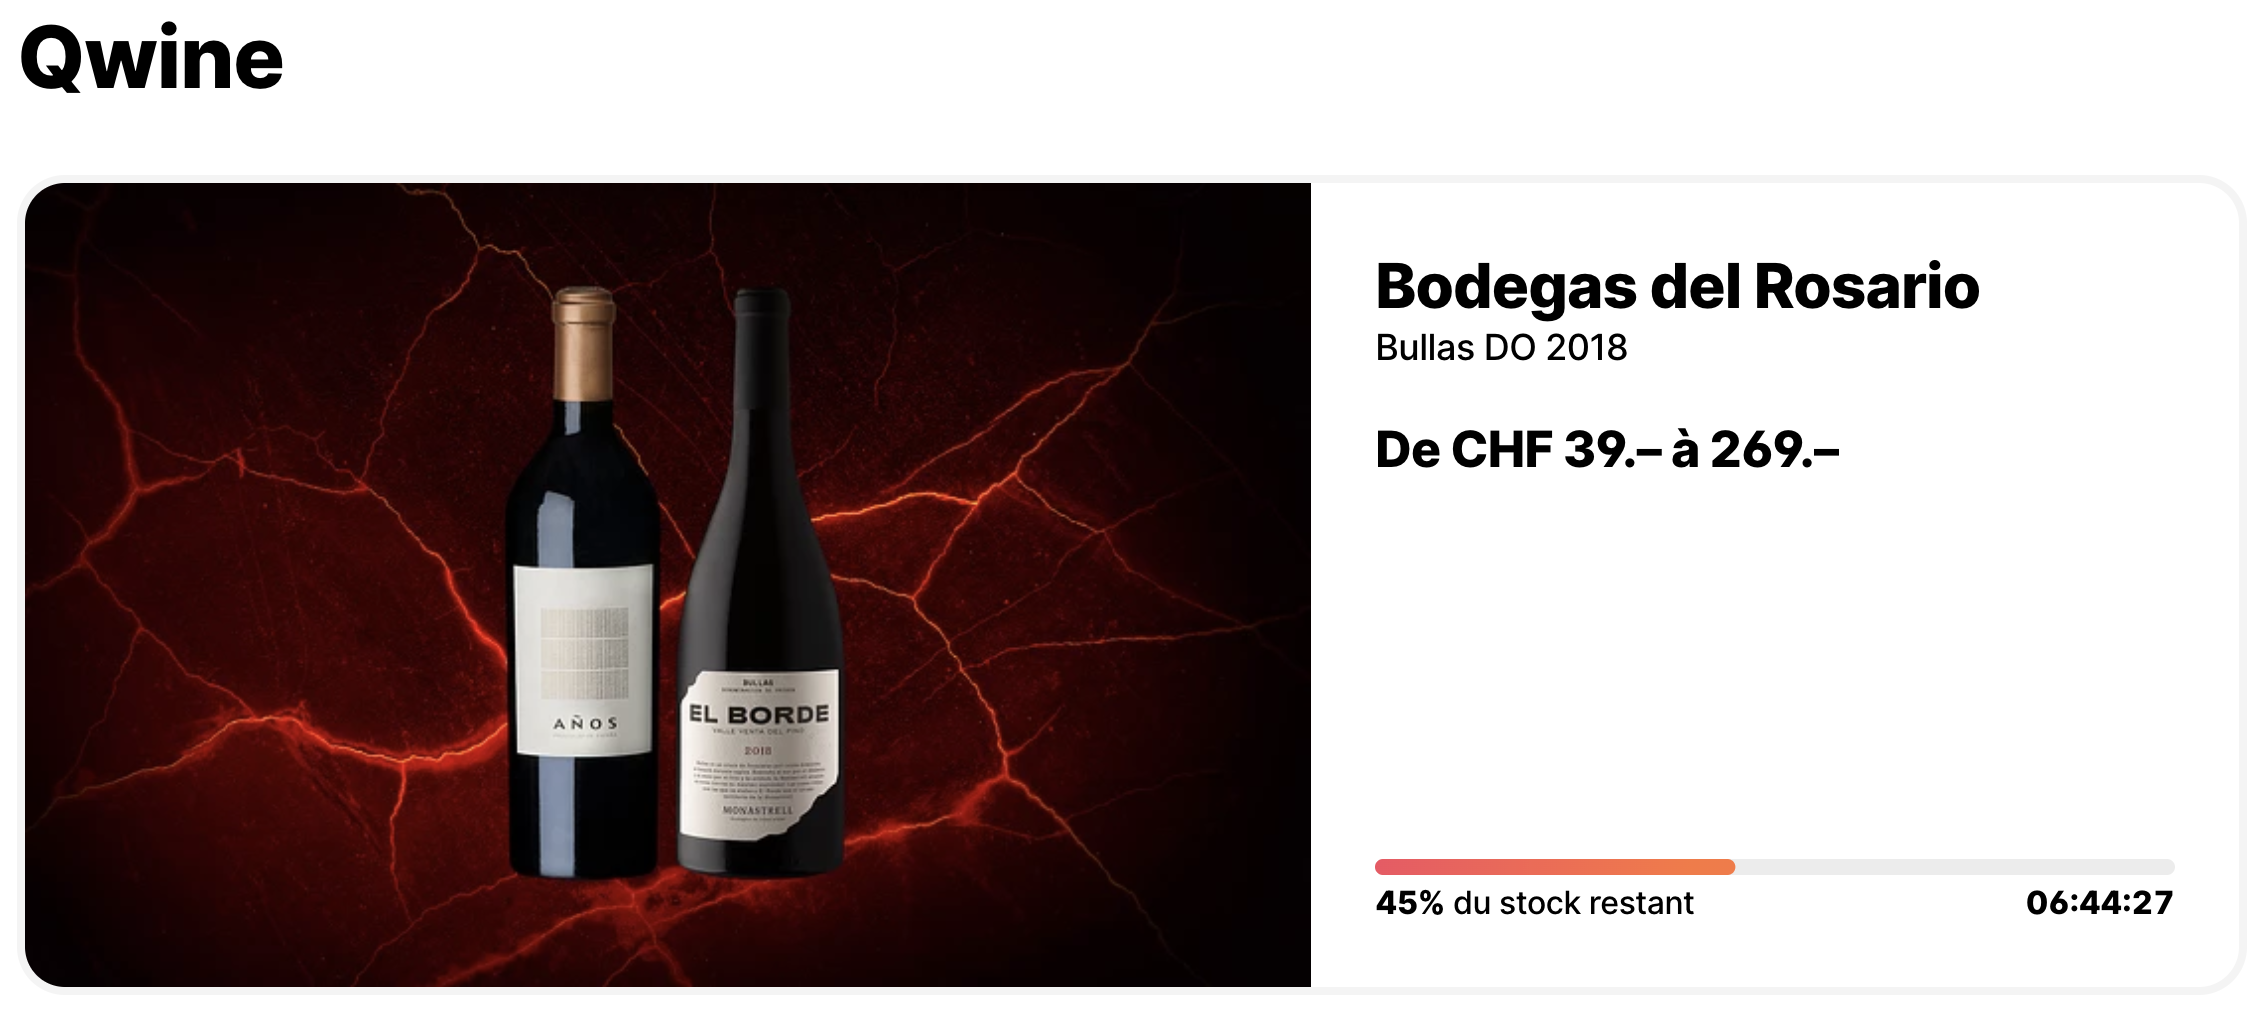 Qwine
Bodegas del Rosario
Bullas DO 2018
De CHF 39.– à 269.–
AÑOS
BULLAS
EL BORDE
VALLE VENTA DEL PINO
2018
MONASTRELL
45% du stock restant
06:44:27